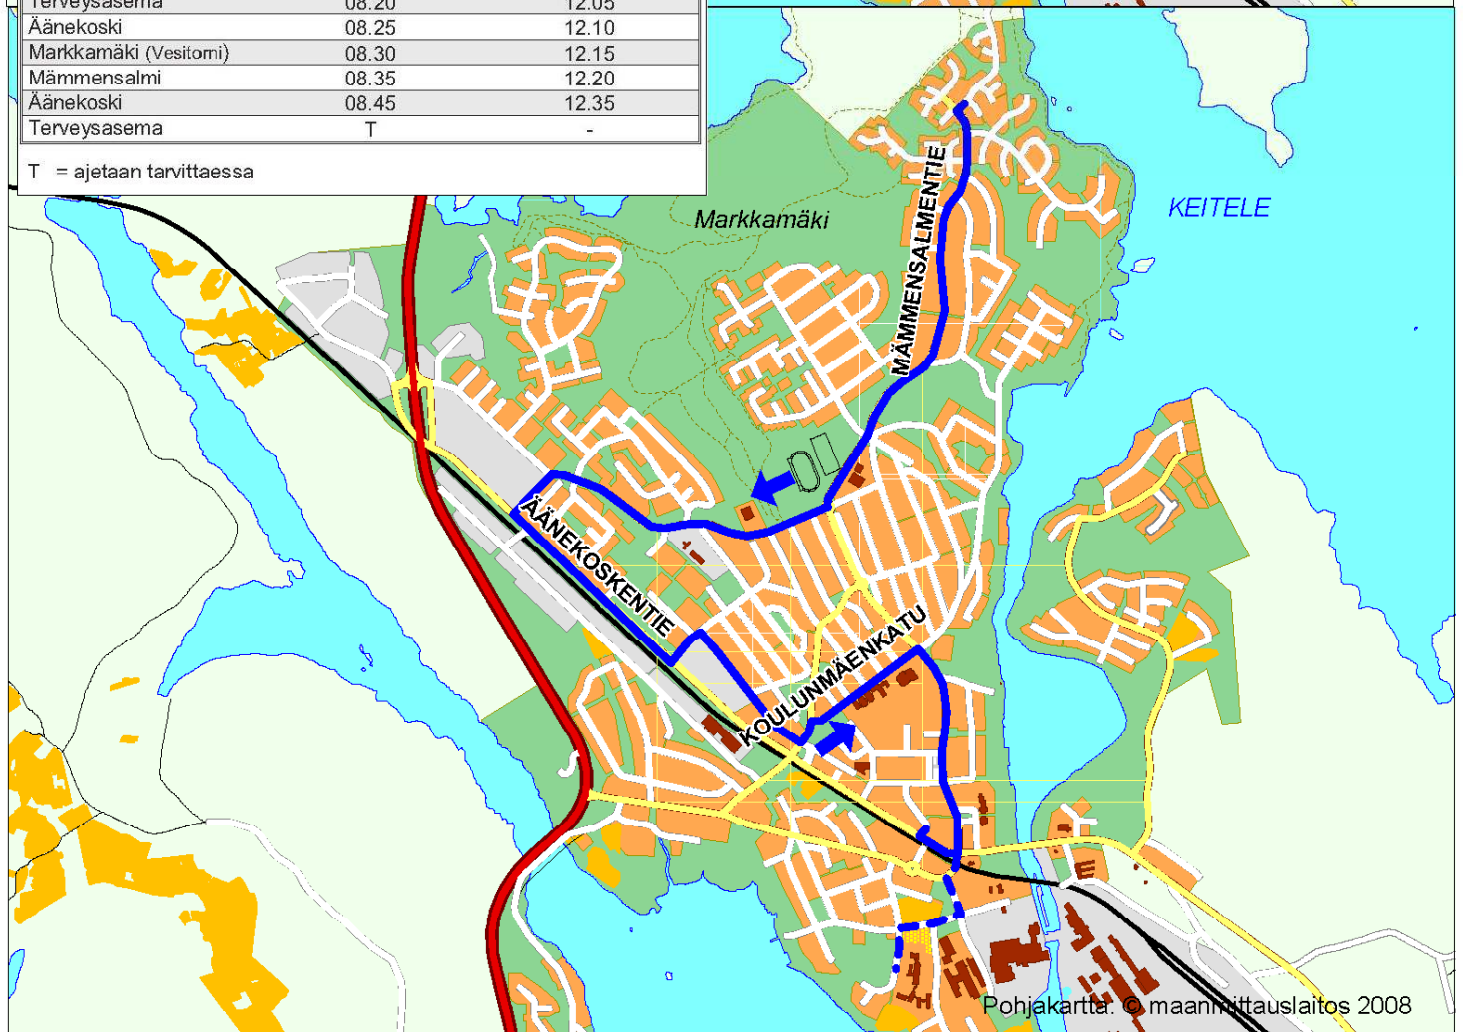 Terveysasema 08.20 12.05
Äänekoski 08.25 12.10
Markkamäki (Vesitorni) 08.30 12.15
Mämmensalmi 08.35 12.20
Äänekoski 08.45 12.35
Terveysasema T -
T = ajetaan tarvittaessa
Markkamäki
KEITELE
MÄMMENSALMENTIE
ÄÄNEKOSKENTIE
KOULUNMÄENKATU
Pohjakartta: © maanmittauslaitos 2008